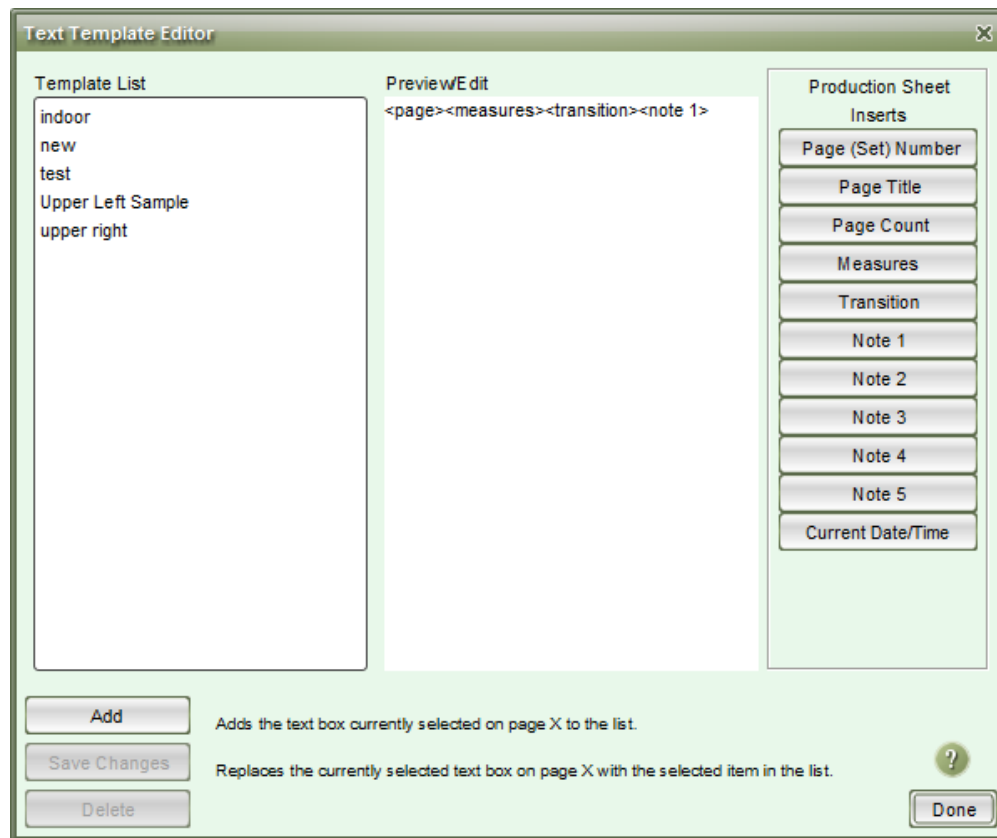 Text Template Editor
Template List
indoor
new
test
Upper Left Sample
upper right
Preview/Edit
<page><measures><transition><note 1>
Production Sheet
Inserts
Page (Set) Number
Page Title
Page Count
Measures
Transition
Note 1
Note 2
Note 3
Note 4
Note 5
Current Date/Time
Add
Adds the text box currently selected on page X to the list.
Save Changes
Replaces the currently selected text box on page X with the selected item in the list.
Delete
?
Done